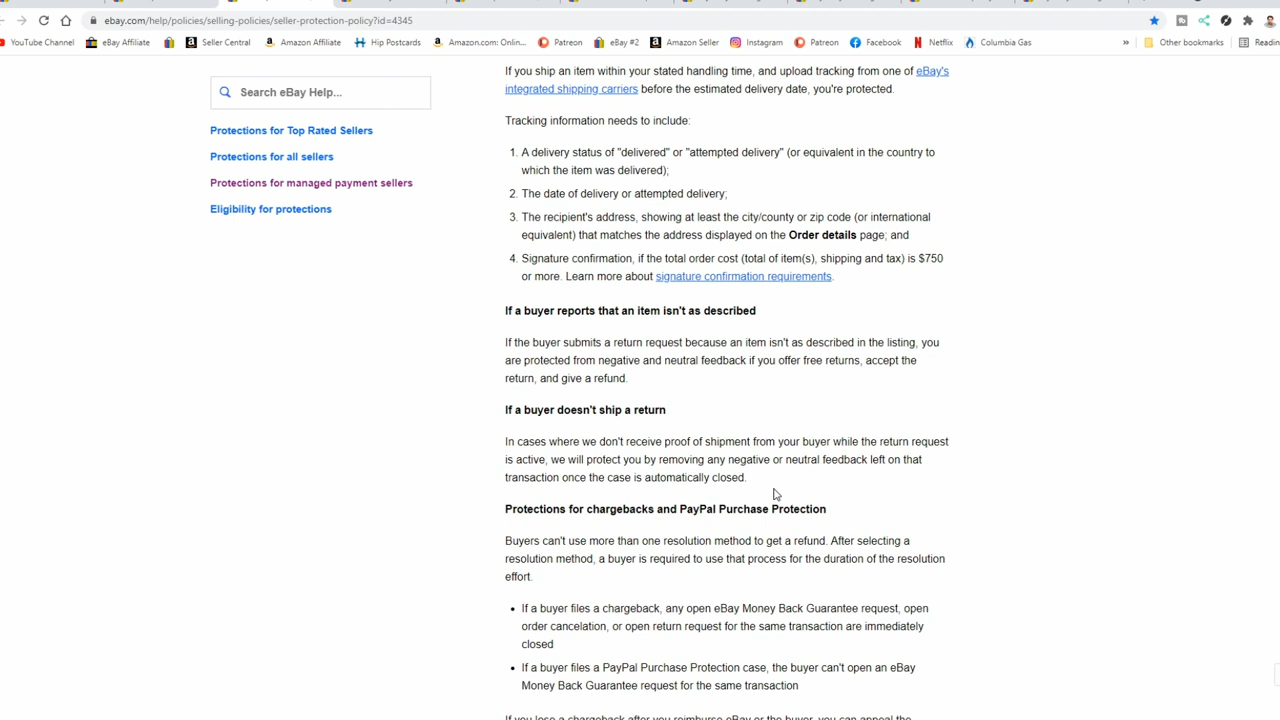 ebay.com/help/policies/selling-policies/seller-protection-policy?id=4345
YouTube Channel eBay Affiliate Seller Central Amazon Affiliate Hip Postcards Amazon.com: Onlin... Patreon eBay #2 Amazon Seller Instagram Patreon Facebook Netflix Columbia Gas » Other bookmarks
Search eBay Help...
Protections for Top Rated Sellers
Protections for all sellers
Protections for managed payment sellers
Eligibility for protections
If you ship an item within your stated handling time, and upload tracking from one of eBay's
integrated shipping carriers before the estimated delivery date, you're protected.
Tracking information needs to include:
1. A delivery status of "delivered" or "attempted delivery" (or equivalent in the country to
which the item was delivered);
2. The date of delivery or attempted delivery;
3. The recipient's address, showing at least the city/county or zip code (or international
equivalent) that matches the address displayed on the Order details page; and
4. Signature confirmation, if the total order cost (total of item(s), shipping and tax) is $750
or more. Learn more about signature confirmation requirements.
If a buyer reports that an item isn't as described
If the buyer submits a return request because an item isn't as described in the listing, you
are protected from negative and neutral feedback if you offer free returns, accept the
return, and give a refund.
If a buyer doesn't ship a return
In cases where we don't receive proof of shipment from your buyer while the return request
is active, we will protect you by removing any negative or neutral feedback left on that
transaction once the case is automatically closed.
Protections for chargebacks and PayPal Purchase Protection
Buyers can't use more than one resolution method to get a refund. After selecting a
resolution method, a buyer is required to use that process for the duration of the resolution
effort.
• If a buyer files a chargeback, any open eBay Money Back Guarantee request, open
order cancelation, or open return request for the same transaction are immediately
closed
• If a buyer files a PayPal Purchase Protection case, the buyer can't open an eBay
Money Back Guarantee request for the same transaction
If you lose a chargeback after you reimburse eBay or the buyer, you can appeal the